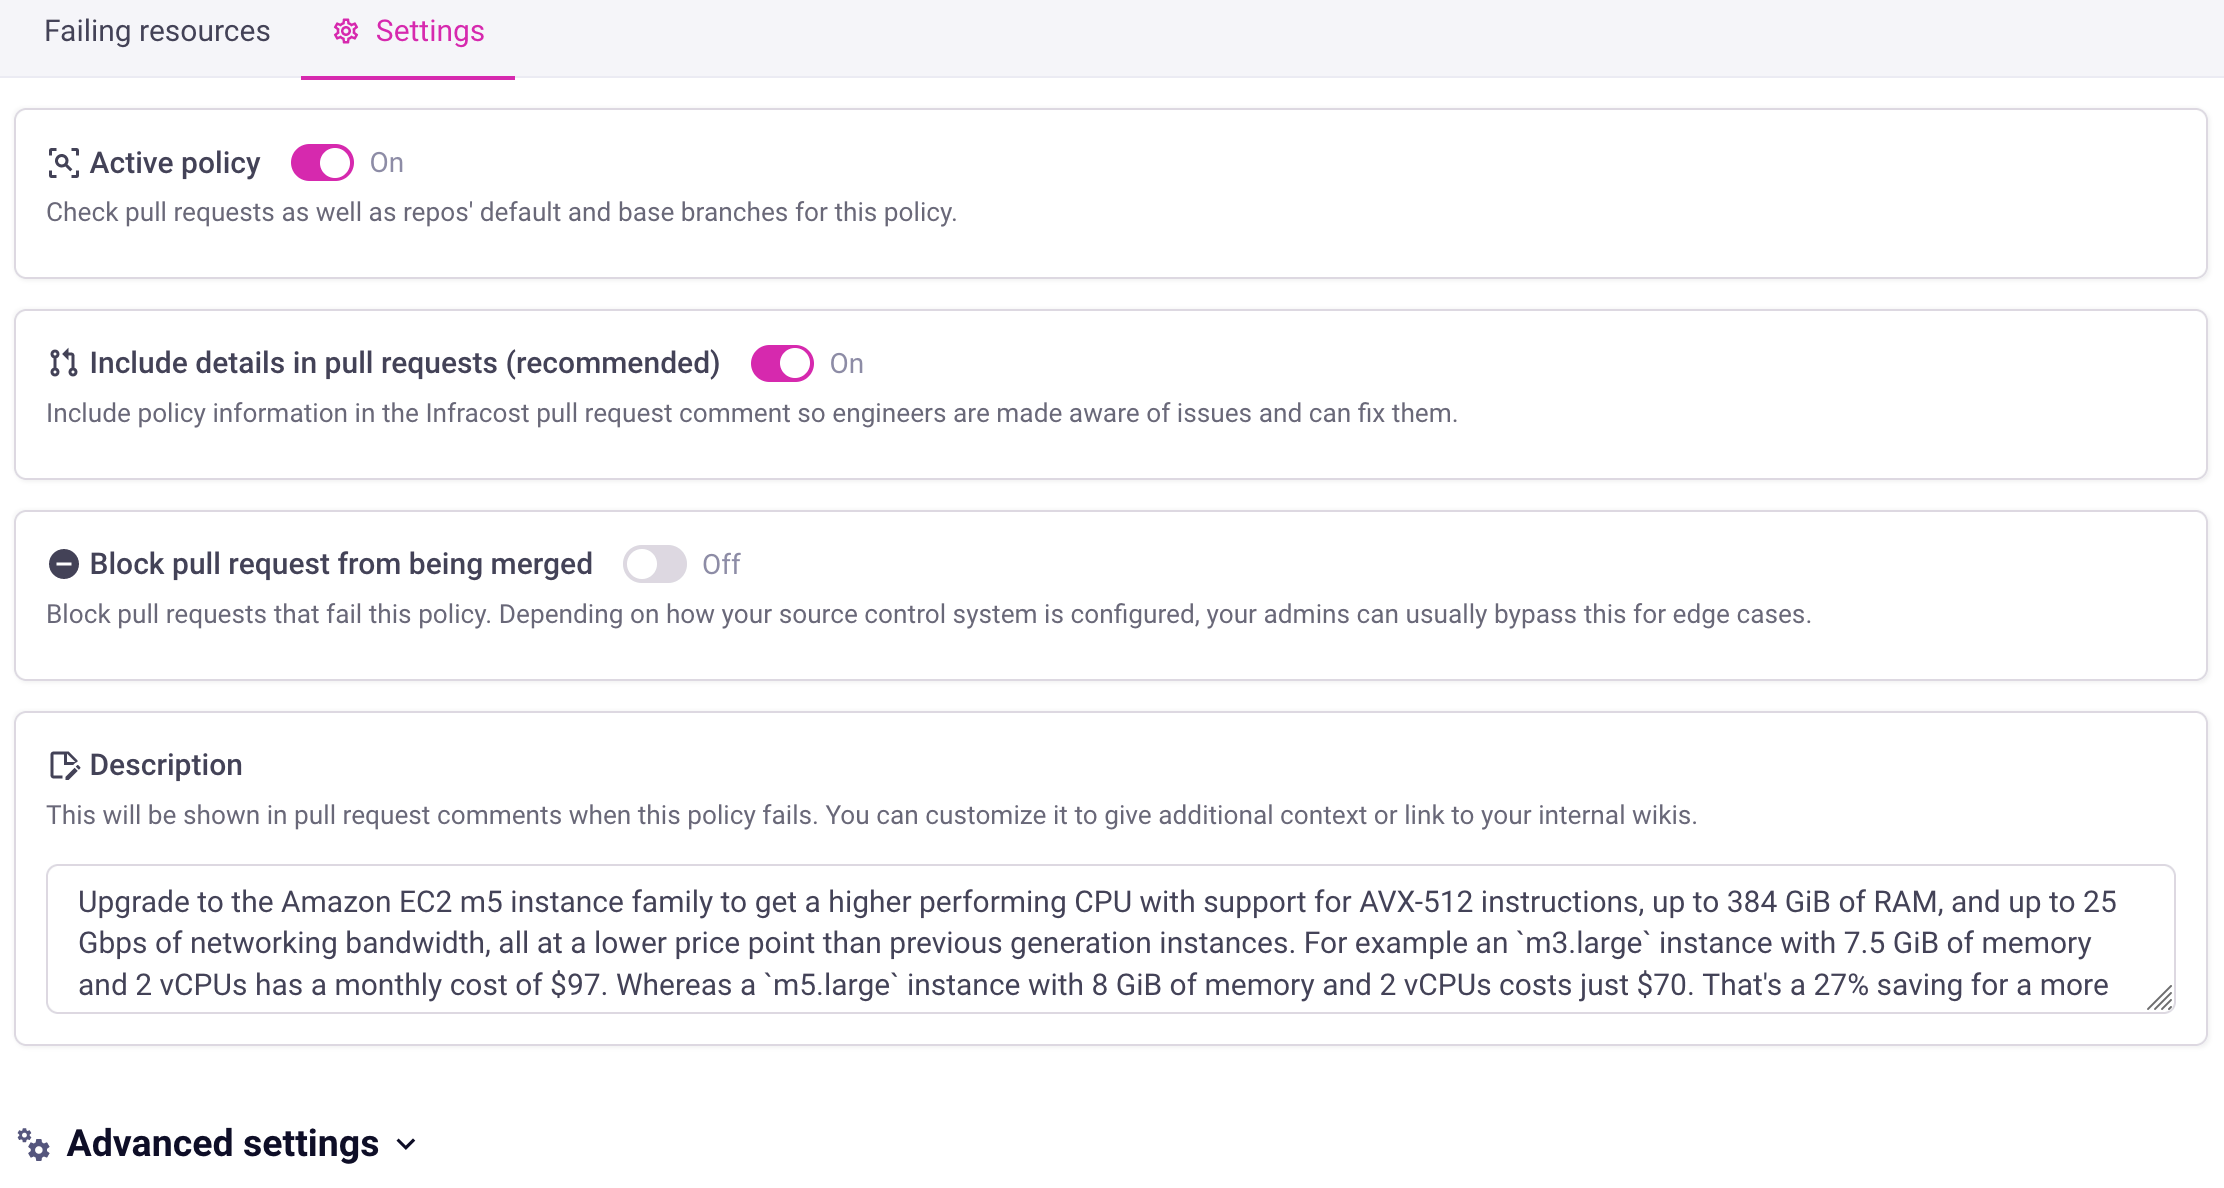 Failing resources
Settings
Active policy
On
Check pull requests as well as repos' default and base branches for this policy.
Include details in pull requests (recommended)
On
Include policy information in the Infracost pull request comment so engineers are made aware of issues and can fix them.
Block pull request from being merged
Off
Block pull requests that fail this policy. Depending on how your source control system is configured, your admins can usually bypass this for edge cases.
Description
This will be shown in pull request comments when this policy fails. You can customize it to give additional context or link to your internal wikis.
Upgrade to the Amazon EC2 m5 instance family to get a higher performing CPU with support for AVX-512 instructions, up to 384 GiB of RAM, and up to 25
Gbps of networking bandwidth, all at a lower price point than previous generation instances. For example an `m3.large` instance with 7.5 GiB of memory
and 2 vCPUs has a monthly cost of $97. Whereas a `m5.large` instance with 8 GiB of memory and 2 vCPUs costs just $70. That's a 27% saving for a more
Advanced settings